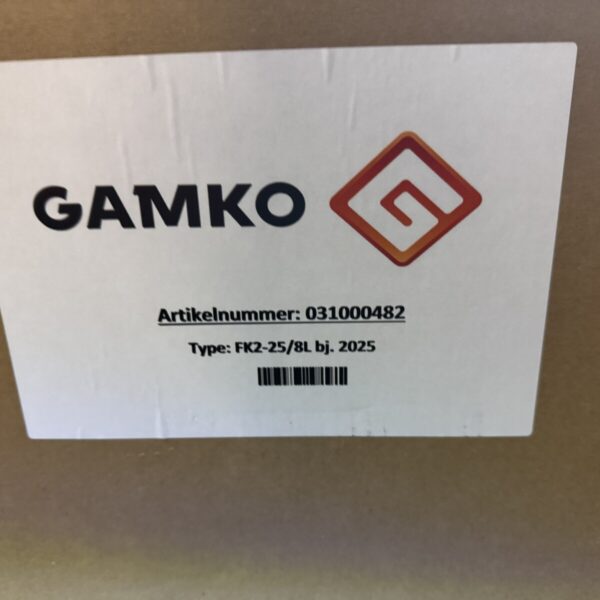 GAMKO
Artikelnummer: 031000482
Type: FK2-25/8L bj. 2025